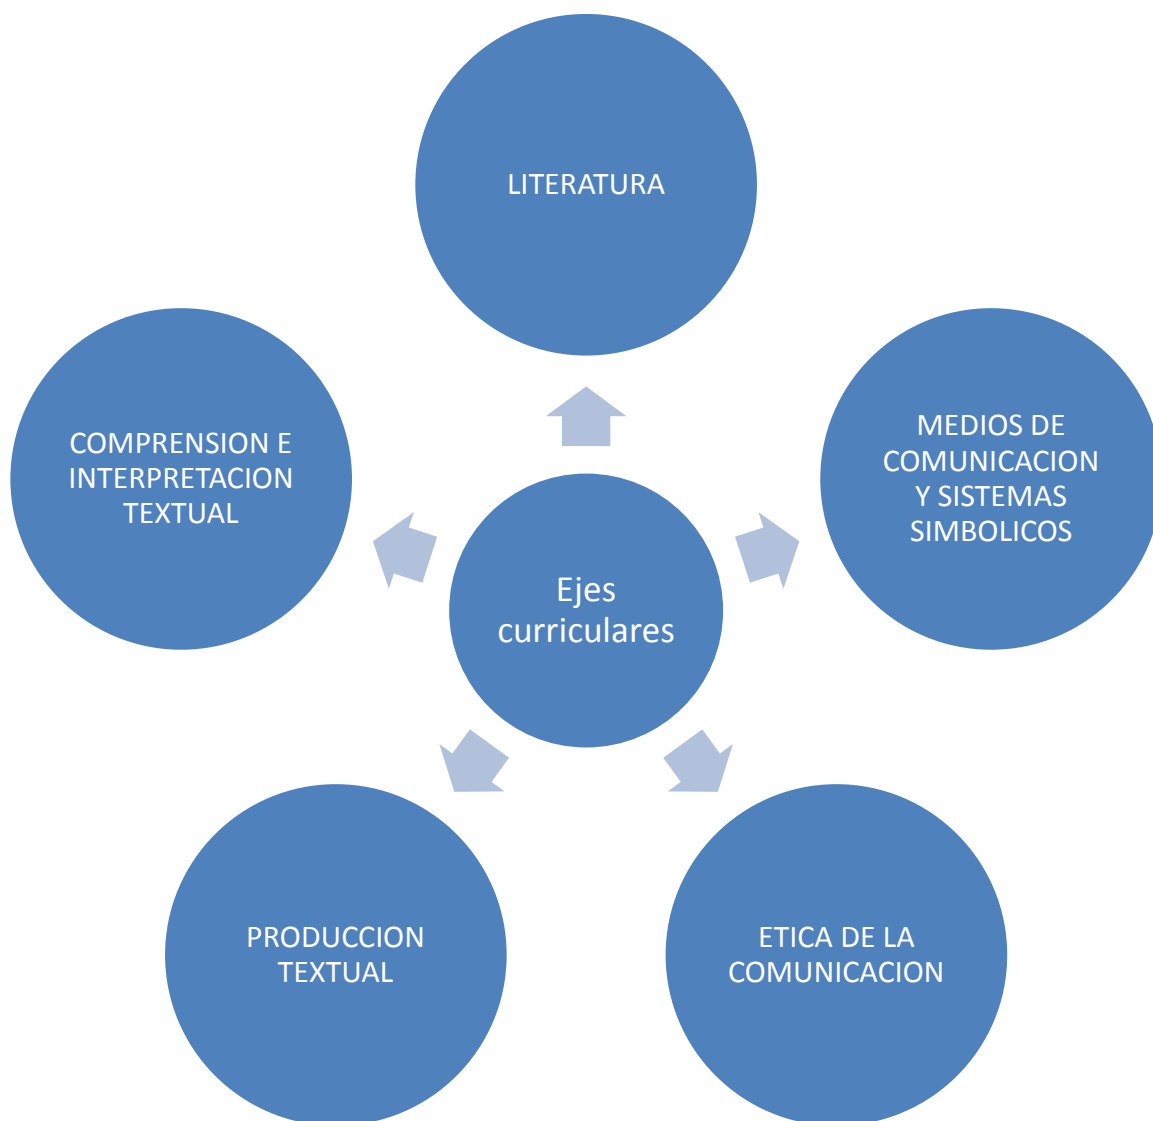 LITERATURA
COMPRENSION E
INTERPRETACION
TEXTUAL
MEDIOS DE
COMUNICACION
Y SISTEMAS
SIMBOLICOS
Ejes
curriculares
PRODUCCION
TEXTUAL
ETICA DE LA
COMUNICACION